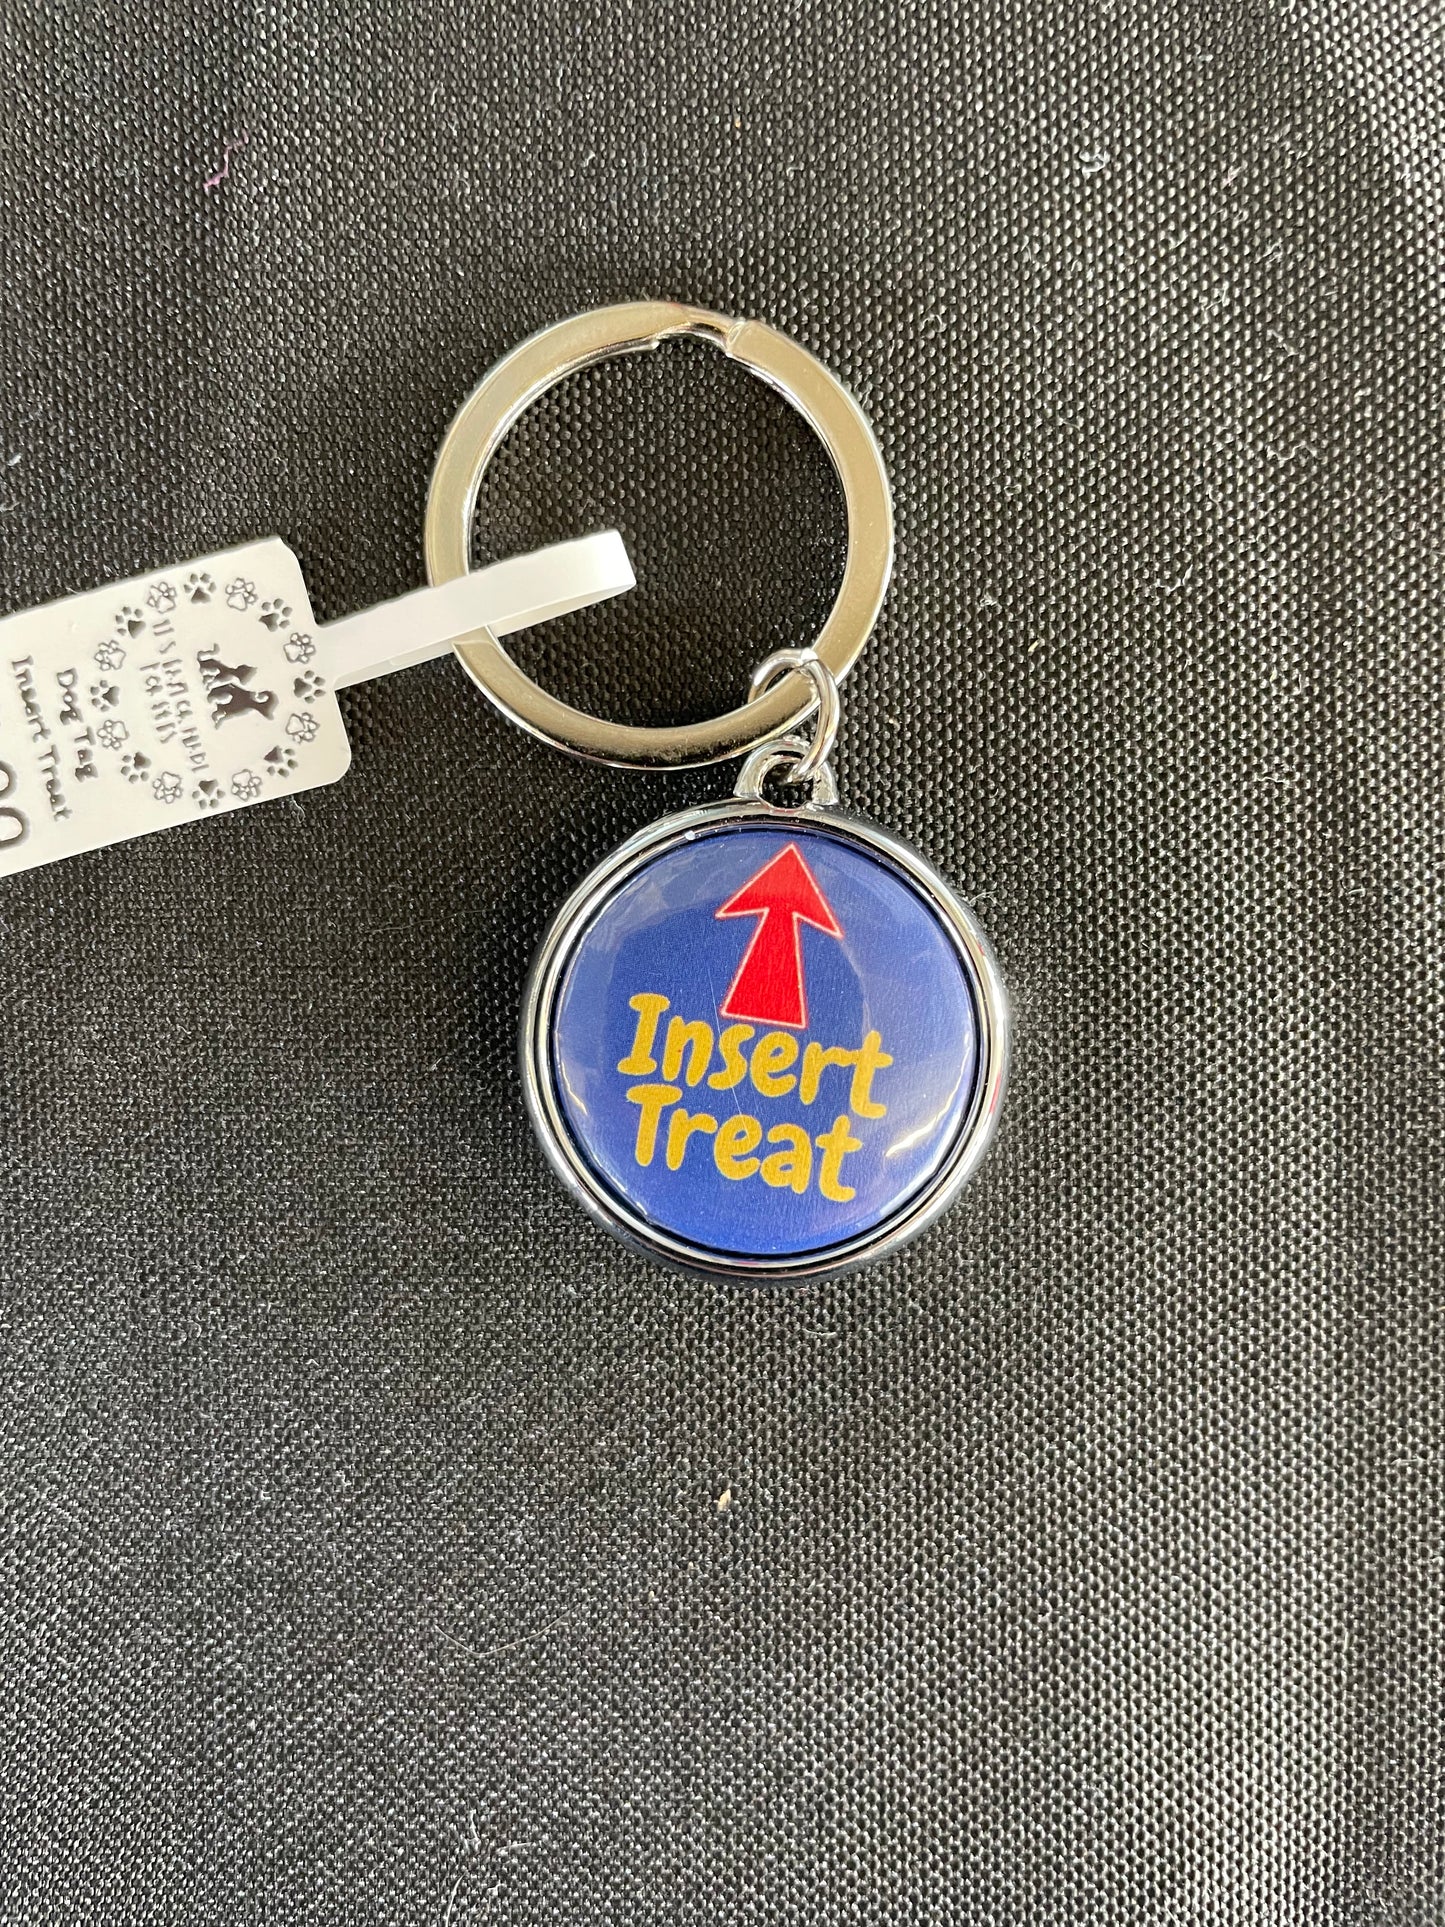 Insert
Treat
Dog Tag
Insert Treat